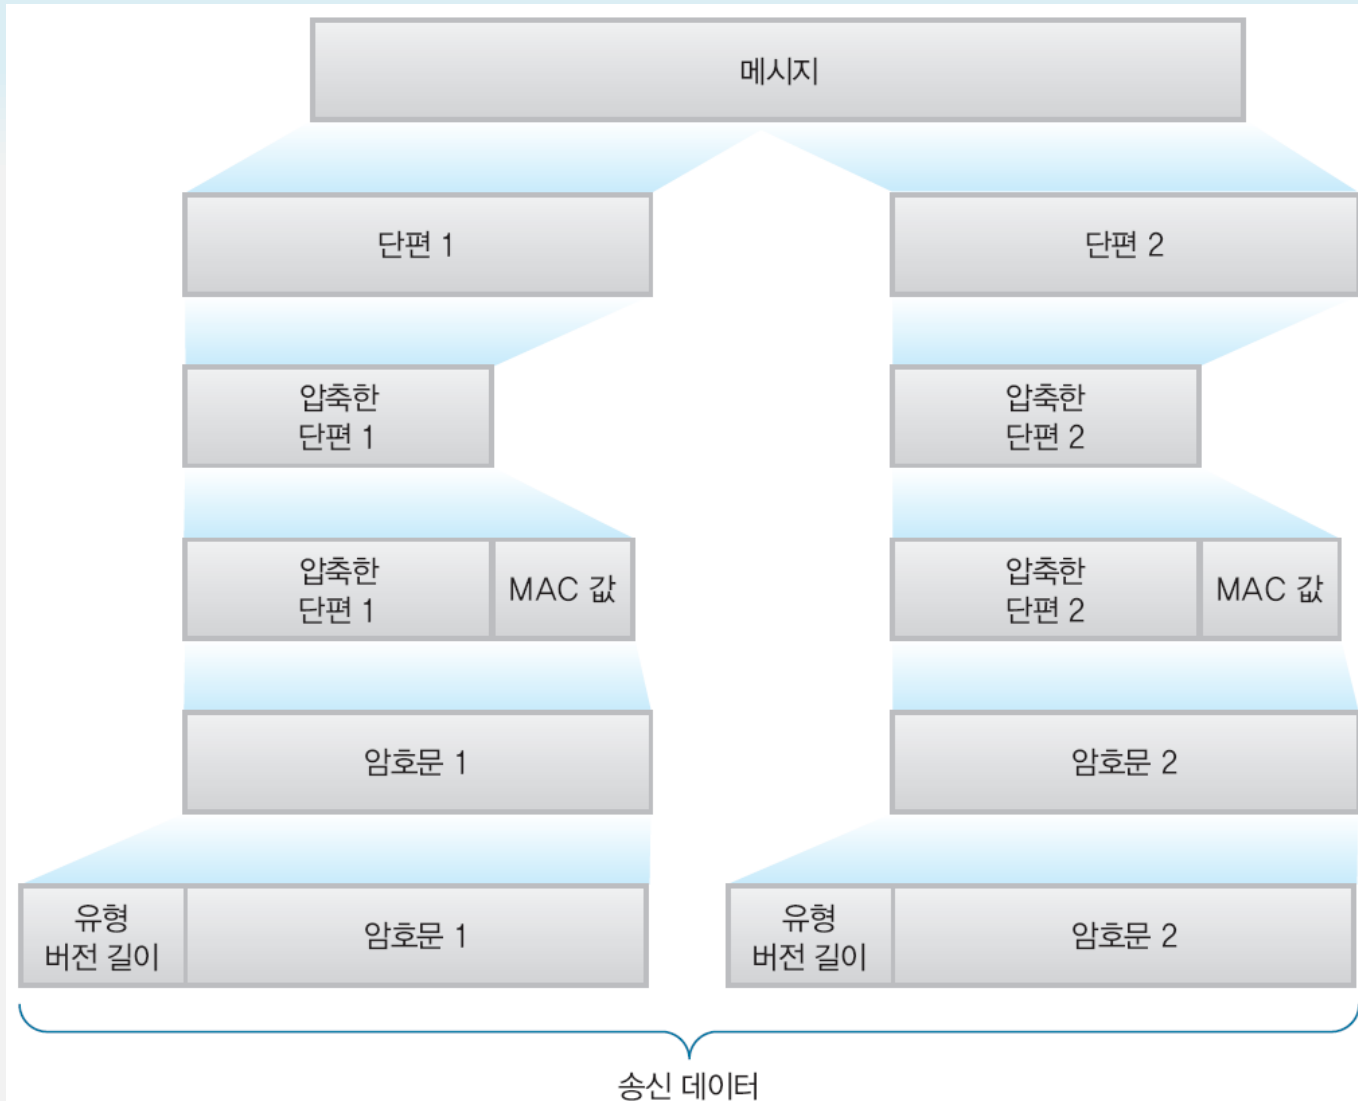 메시지
단편 1
단편 2
압축한
단편 1
압축한
단편 2
압축한
단편 1
MAC 값
압축한
단편 2
MAC 값
암호문 1
암호문 2
유형
버전 길이
암호문 1
유형
버전 길이
암호문 2
송신 데이터